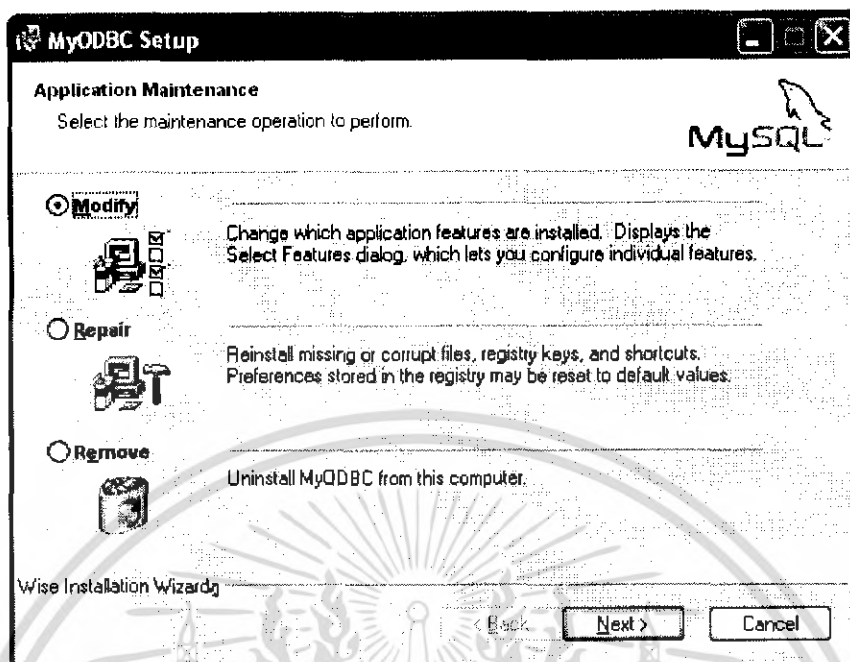 MyODBC Setup
Application Maintenance
Select the maintenance operation to perform.
MySQL
Modify
Change which application features are installed. Displays the
Select Features dialog, which lets you configure individual features.
Repair
Reinstall missing or corrupt files, registry keys, and shortcuts.
Preferences stored in the registry may be reset to default values.
Remove
Uninstall MyODBC from this computer.
Wise Installation Wizard
< Back
Next >
Cancel